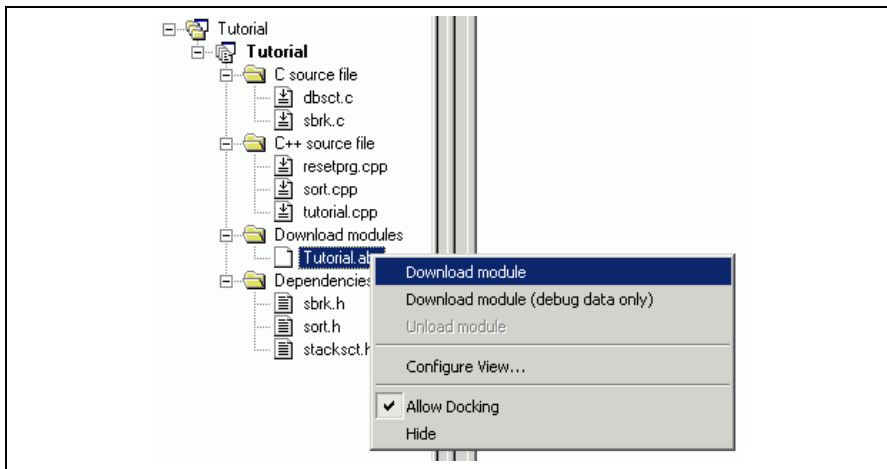 Tutorial
Tutorial
C source file
dbsct.c
sbrk.c
C++ source file
resetprg.cpp
sort.cpp
tutorial.cpp
Download modules
Dependencies
sbrk.h
sort.h
stacksct.h
Download module
Download module (debug data only)
Unload module
Configure View...
Allow Docking
Hide